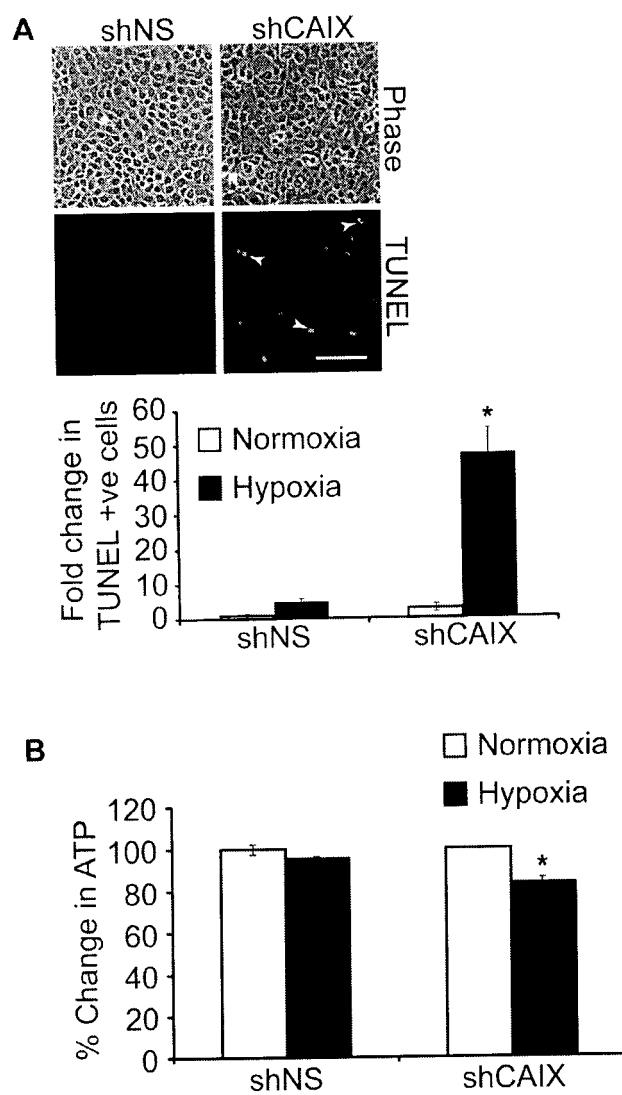 A
shNS shCAIX
Phase
TUNEL
Fold change in
TUNEL +ve cells
60
50
40
30
20
10
0
Normoxia
Hypoxia
*
shNS shCAIX
B
Normoxia
Hypoxia
% Change in ATP
120
100
80
60
40
20
0
*
shNS shCAIX